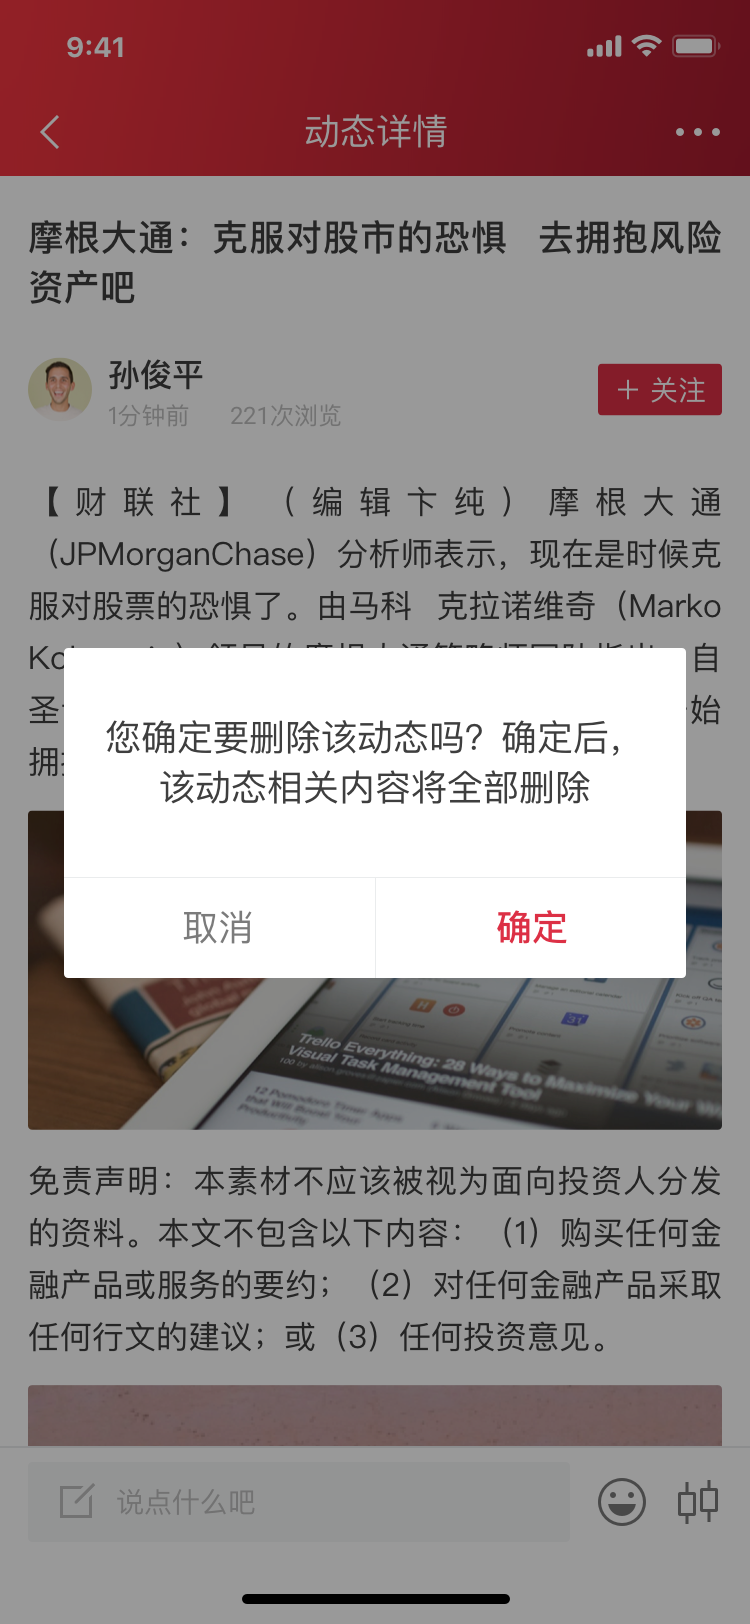 9:41
动态详情
摩根大通：克服对股市的恐惧 去拥抱风险
资产吧
孙俊平
1分钟前 221次浏览
+ 关注
【财联社】（编辑卞纯）摩根大通
（JPMorganChase）分析师表示，现在是时候克
服对股票的恐惧了。由马科 克拉诺维奇（Marko
自
圣
始
拥
您确定要删除该动态吗？确定后，
该动态相关内容将全部删除
取消 确定
31
Trello Everything: 28 Ways to Maximize Your
Visual Task Management Tool
12 Pomodoro Timer Apps
that Will Boost Your
Productivity
免责声明：本素材不应该被视为面向投资人分发
的资料。本文不包含以下内容：（1）购买任何金
融产品或服务的要约；（2）对任何金融产品采取
任何行文的建议；或（3）任何投资意见。
说点什么吧